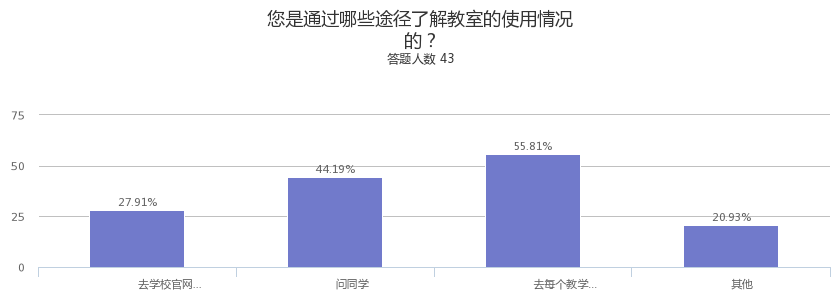 您是通过哪些途径了解教室的使用情况
的？
答题人数 43
75
50
25
0
27.91%
44.19%
55.81%
20.93%
去学校官网...
问同学
去每个教学...
其他